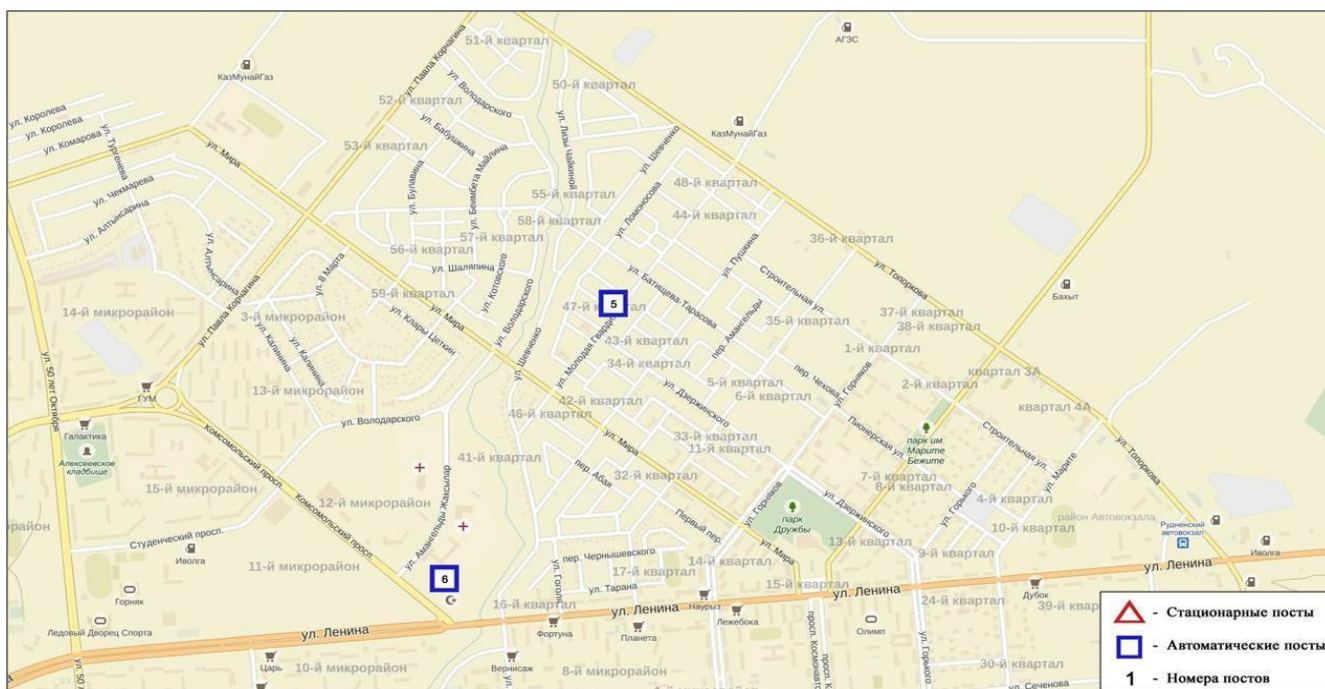 51-й квартал
ул. Павла Корчагина
АГЗС
КазМунайГаз
50-й квартал
ул. Володарского
52-й квартал
ул. Королева
ул. Королева
ул. Комарова
ул. Тургенева
ул. Бабушкина
ул. Лизы Чайкиной
ул. Шевченко
КазМунайГаз
ул. Мира
53-й квартал
ул. Булавина
ул. Беимбета Майлина
48-й квартал
ул. Чекмарева
55-й квартал
ул. Ломоносова
ул. Алтынсарина
58-й квартал
44-й квартал
57-й квартал
36-й квартал
56-й квартал
ул. Пушкина
ул. Алтынсарина
ул. 8 Марта
ул. Шаляпина
ул. Батищева-Тарасова
Строительная ул.
ул. Топоркова
ул. Котовского
Бахыт
59-й квартал
ул. Павла Корчагина
5
47-й квартал
14-й микрорайон
3-й микрорайон
ул. Клары Цеткин
ул. Мира
ул. Володарского
пер. Амангельды
37-й квартал
35-й квартал
38-й квартал
ул. Калинина
ул. Калинина
ул. Шевченко
ул. Молодая Гвардия
43-й квартал
1-й квартал
34-й квартал
ул. Горняков
квартал 3А
5-й квартал
пер. Чехова
2-й квартал
6-й квартал
13-й микрорайон
ул. 50 лет Октября
ГУМ
42-й квартал
ул. Дзержинского
46-й квартал
квартал 4А
ул. Володарского
Пионерская ул.
Галактика
Комсомольский просп.
ул. Мира
33-й квартал
11-й квартал
парк им.
Марите
Бежите
Строительная ул.
ул. Топоркова
Алексеевское
кладбище
41-й квартал
пер. Абая
32-й квартал
7-й квартал
8-й квартал
15-й микрорайон
12-й микрорайон
ул. Амангельды Жаксылар
ул. Горняков
парк
Дружбы
ул. Дзержинского
ул. Горького
4-й квартал
ул. Марите
Комсомольский просп.
Первый пер.
10-й квартал
район Автовокзала
Рудненский
автовокзал
Студенческий просп.
Иволга
пер. Чернышевского
14-й квартал
ул. Мира
13-й квартал
9-й квартал
Иволга
11-й микрорайон
17-й квартал
15-й квартал
ул. Ленина
6
ул. Гоголя
ул. Тарана
Горняк
16-й квартал
ул. Ленина
Наурыз
Лежебока
Дубок
24-й квартал
39-й кварта
Ледовый Дворец Спорта
ул. Ленина
Фортуна
Планета
Олимп
просп. Космонавтов
Царь
10-й микрорайон
Вернисаж
8-й микрорайон
ул. Горького
30-й квартал
ул. Сеченова
- Стационарные посты
- Автоматические посты
1 - Номера постов